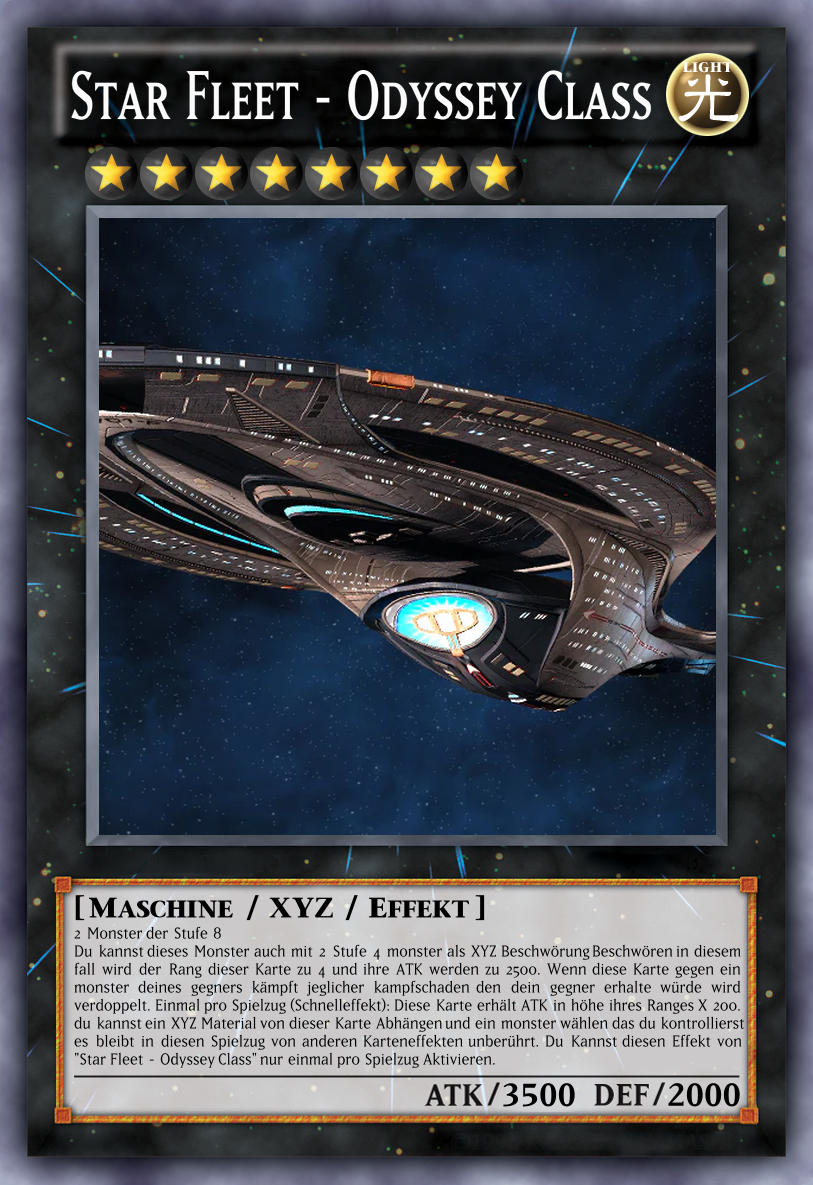 Star Fleet - Odyssey Class
LIGHT
光
[ Maschine / XYZ / Effekt ]
2 Monster der Stufe 8
Du kannst dieses Monster auch mit 2 Stufe 4 monster als XYZ Beschwörung Beschwören in diesem
fall wird der Rang dieser Karte zu 4 und ihre ATK werden zu 2500. Wenn diese Karte gegen ein
monster deines gegners kämpft jeglicher kampfschaden den dein gegner erhalte würde wird
verdoppelt. Einmal pro Spielzug (Schnelleffekt): Diese Karte erhält ATK in höhe ihres Ranges X 200.
du kannst ein XYZ Material von dieser Karte Abhängen und ein monster wählen das du kontrollierst
es bleibt in diesen Spielzug von anderen Karteneffekten unberührt. Du Kannst diesen Effekt von
"Star Fleet - Odyssey Class" nur einmal pro Spielzug Aktivieren.
ATK/3500 DEF/2000